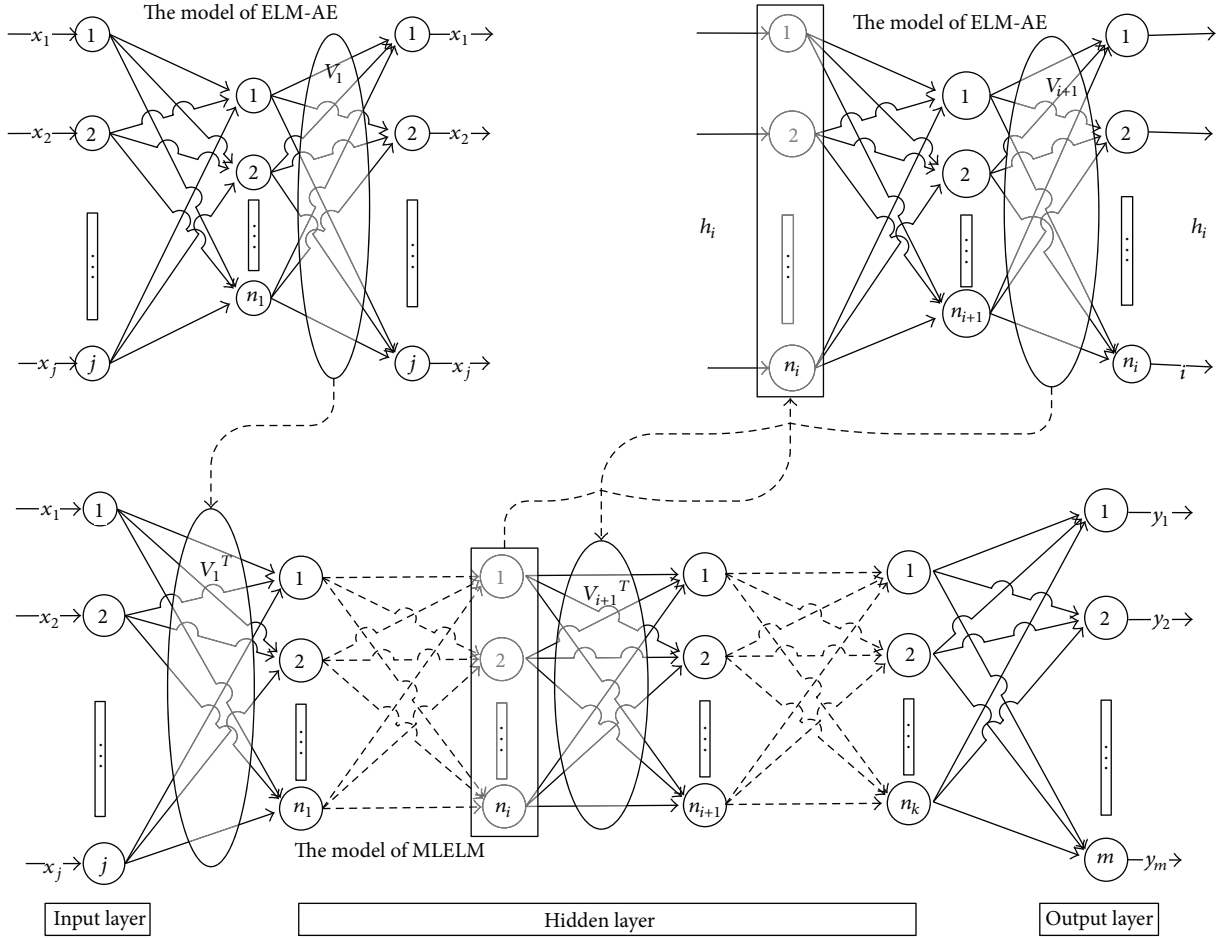 The model of ELM-AE
x1 1 1 x1
V1
1
x2 2 2 x2
2
⋮ ⋮ ⋮
n1
xj j j xj
The model of ELM-AE
1 1
Vi+1
1
2 2
2
hi hi
⋮ ⋮ ⋮
ni+1
ni ni i
x1 1 1 y1
V1^T 1 1 Vi+1^T 1 1
x2 2 2 y2
2 2 2 2
⋮ ⋮ ⋮ ⋮ ⋮ ⋮
n1 ni ni+1 nk
The model of MLELM
xj j m ym
Input layer Hidden layer Output layer